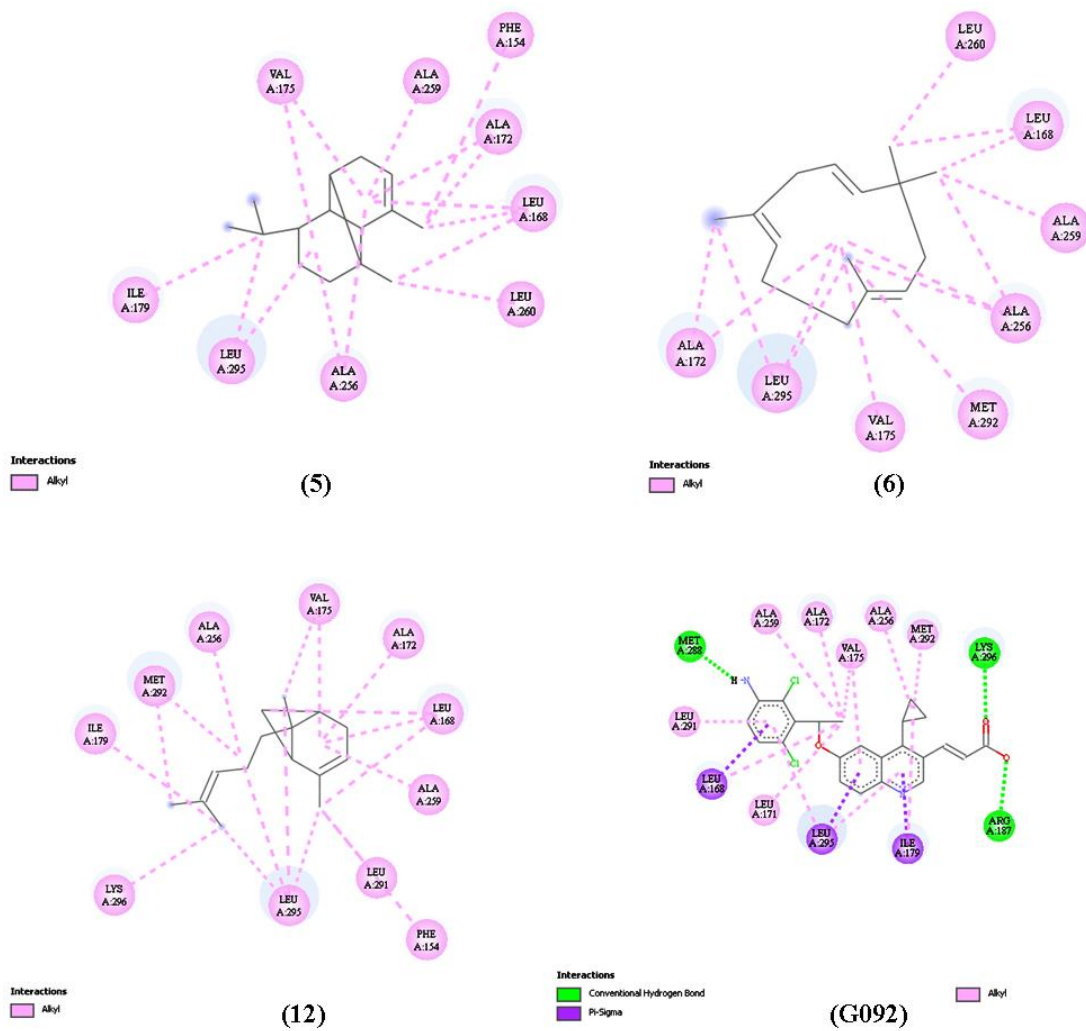 PHE
A:154
VAL
A:175
ALA
A:259
ALA
A:172
LEU
A:168
ILE
A:179
LEU
A:260
LEU
A:295
ALA
A:256
Interactions
Alkyl
(5)
LEU
A:260
LEU
A:168
ALA
A:259
ALA
A:256
ALA
A:172
LEU
A:295
VAL
A:175
MET
A:292
Interactions
Alkyl
(6)
VAL
A:175
ALA
A:256
ALA
A:172
MET
A:292
LEU
A:168
ILE
A:179
ALA
A:259
LEU
A:291
LYS
A:296
LEU
A:295
PHE
A:154
Interactions
Alkyl
(12)
ALA
A:259
ALA
A:172
ALA
A:256
MET
A:292
MET
A:288
VAL
A:175
LYS
A:296
H
N
Cl
LEU
A:291
O
O
O
Cl
LEU
A:168
N
LEU
A:171
LEU
A:295
ILE
A:179
ARG
A:187
Interactions
Conventional Hydrogen Bond
Pi-Sigma
Alkyl
(G092)